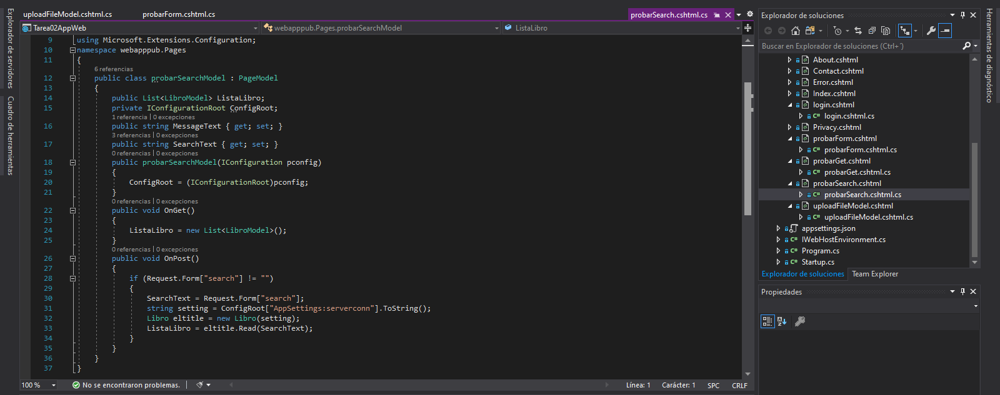 uploadFileModel.cshtml.cs
probarForm.cshtml.cs
probarSearch.cshtml.cs
Tarea02AppWeb
webapppub.Pages.probarSearchModel
ListaLibro
Explorador de servidores
Cuadro de herramientas
9 using Microsoft.Extensions.Configuration;
10 namespace webapppub.Pages
11 {
6 referencias
12 public class probarSearchModel : PageModel
13 {
14 public List<LibroModel> ListaLibro;
15 private IConfigurationRoot ConfigRoot;
1 referencia | 0 excepciones
16 public string MessageText { get; set; }
3 referencias | 0 excepciones
17 public string SearchText { get; set; }
0 referencias | 0 excepciones
18 public probarSearchModel(IConfiguration pconfig)
19 {
20 ConfigRoot = (IConfigurationRoot)pconfig;
21 }
0 referencias | 0 excepciones
22 public void OnGet()
23 {
24 ListaLibro = new List<LibroModel>();
25 }
0 referencias | 0 excepciones
26 public void OnPost()
27 {
28 if (Request.Form["search"] != "")
29 {
30 SearchText = Request.Form["search"];
31 string setting = ConfigRoot["AppSettings:serverconn"].ToString();
32 Libro eltitle = new Libro(setting);
33 ListaLibro = eltitle.Read(SearchText);
34 }
35 }
36 }
37 }
100 %
No se encontraron problemas.
Línea: 1
Carácter: 1
SPC
CRLF
Explorador de soluciones
Buscar en Explorador de soluciones (Ctrl+´)
About.cshtml
Contact.cshtml
Error.cshtml
Index.cshtml
login.cshtml
C# login.cshtml.cs
Privacy.cshtml
probarForm.cshtml
C# probarForm.cshtml.cs
probarGet.cshtml
C# probarGet.cshtml.cs
probarSearch.cshtml
C# probarSearch.cshtml.cs
uploadFileModel.cshtml
C# uploadFileModel.cshtml.cs
appsettings.json
C# IWebHostEnvironment.cs
C# Program.cs
C# Startup.cs
Explorador de soluciones
Team Explorer
Propiedades
Herramientas de diagnóstico